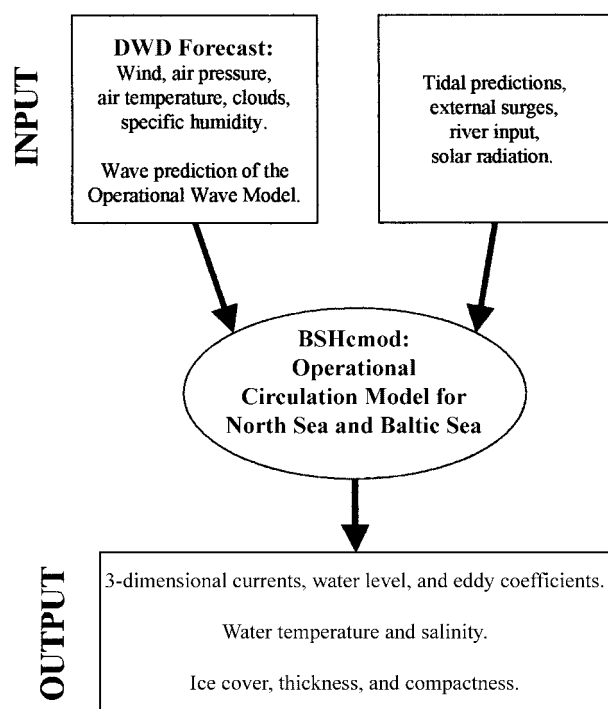 INPUT
DWD Forecast:
Wind, air pressure,
air temperature, clouds,
specific humidity.
Wave prediction of the
Operational Wave Model.
Tidal predictions,
external surges,
river input,
solar radiation.
BSHcmod:
Operational
Circulation Model for
North Sea and Baltic Sea
OUTPUT
3-dimensional currents, water level, and eddy coefficients.
Water temperature and salinity.
Ice cover, thickness, and compactness.